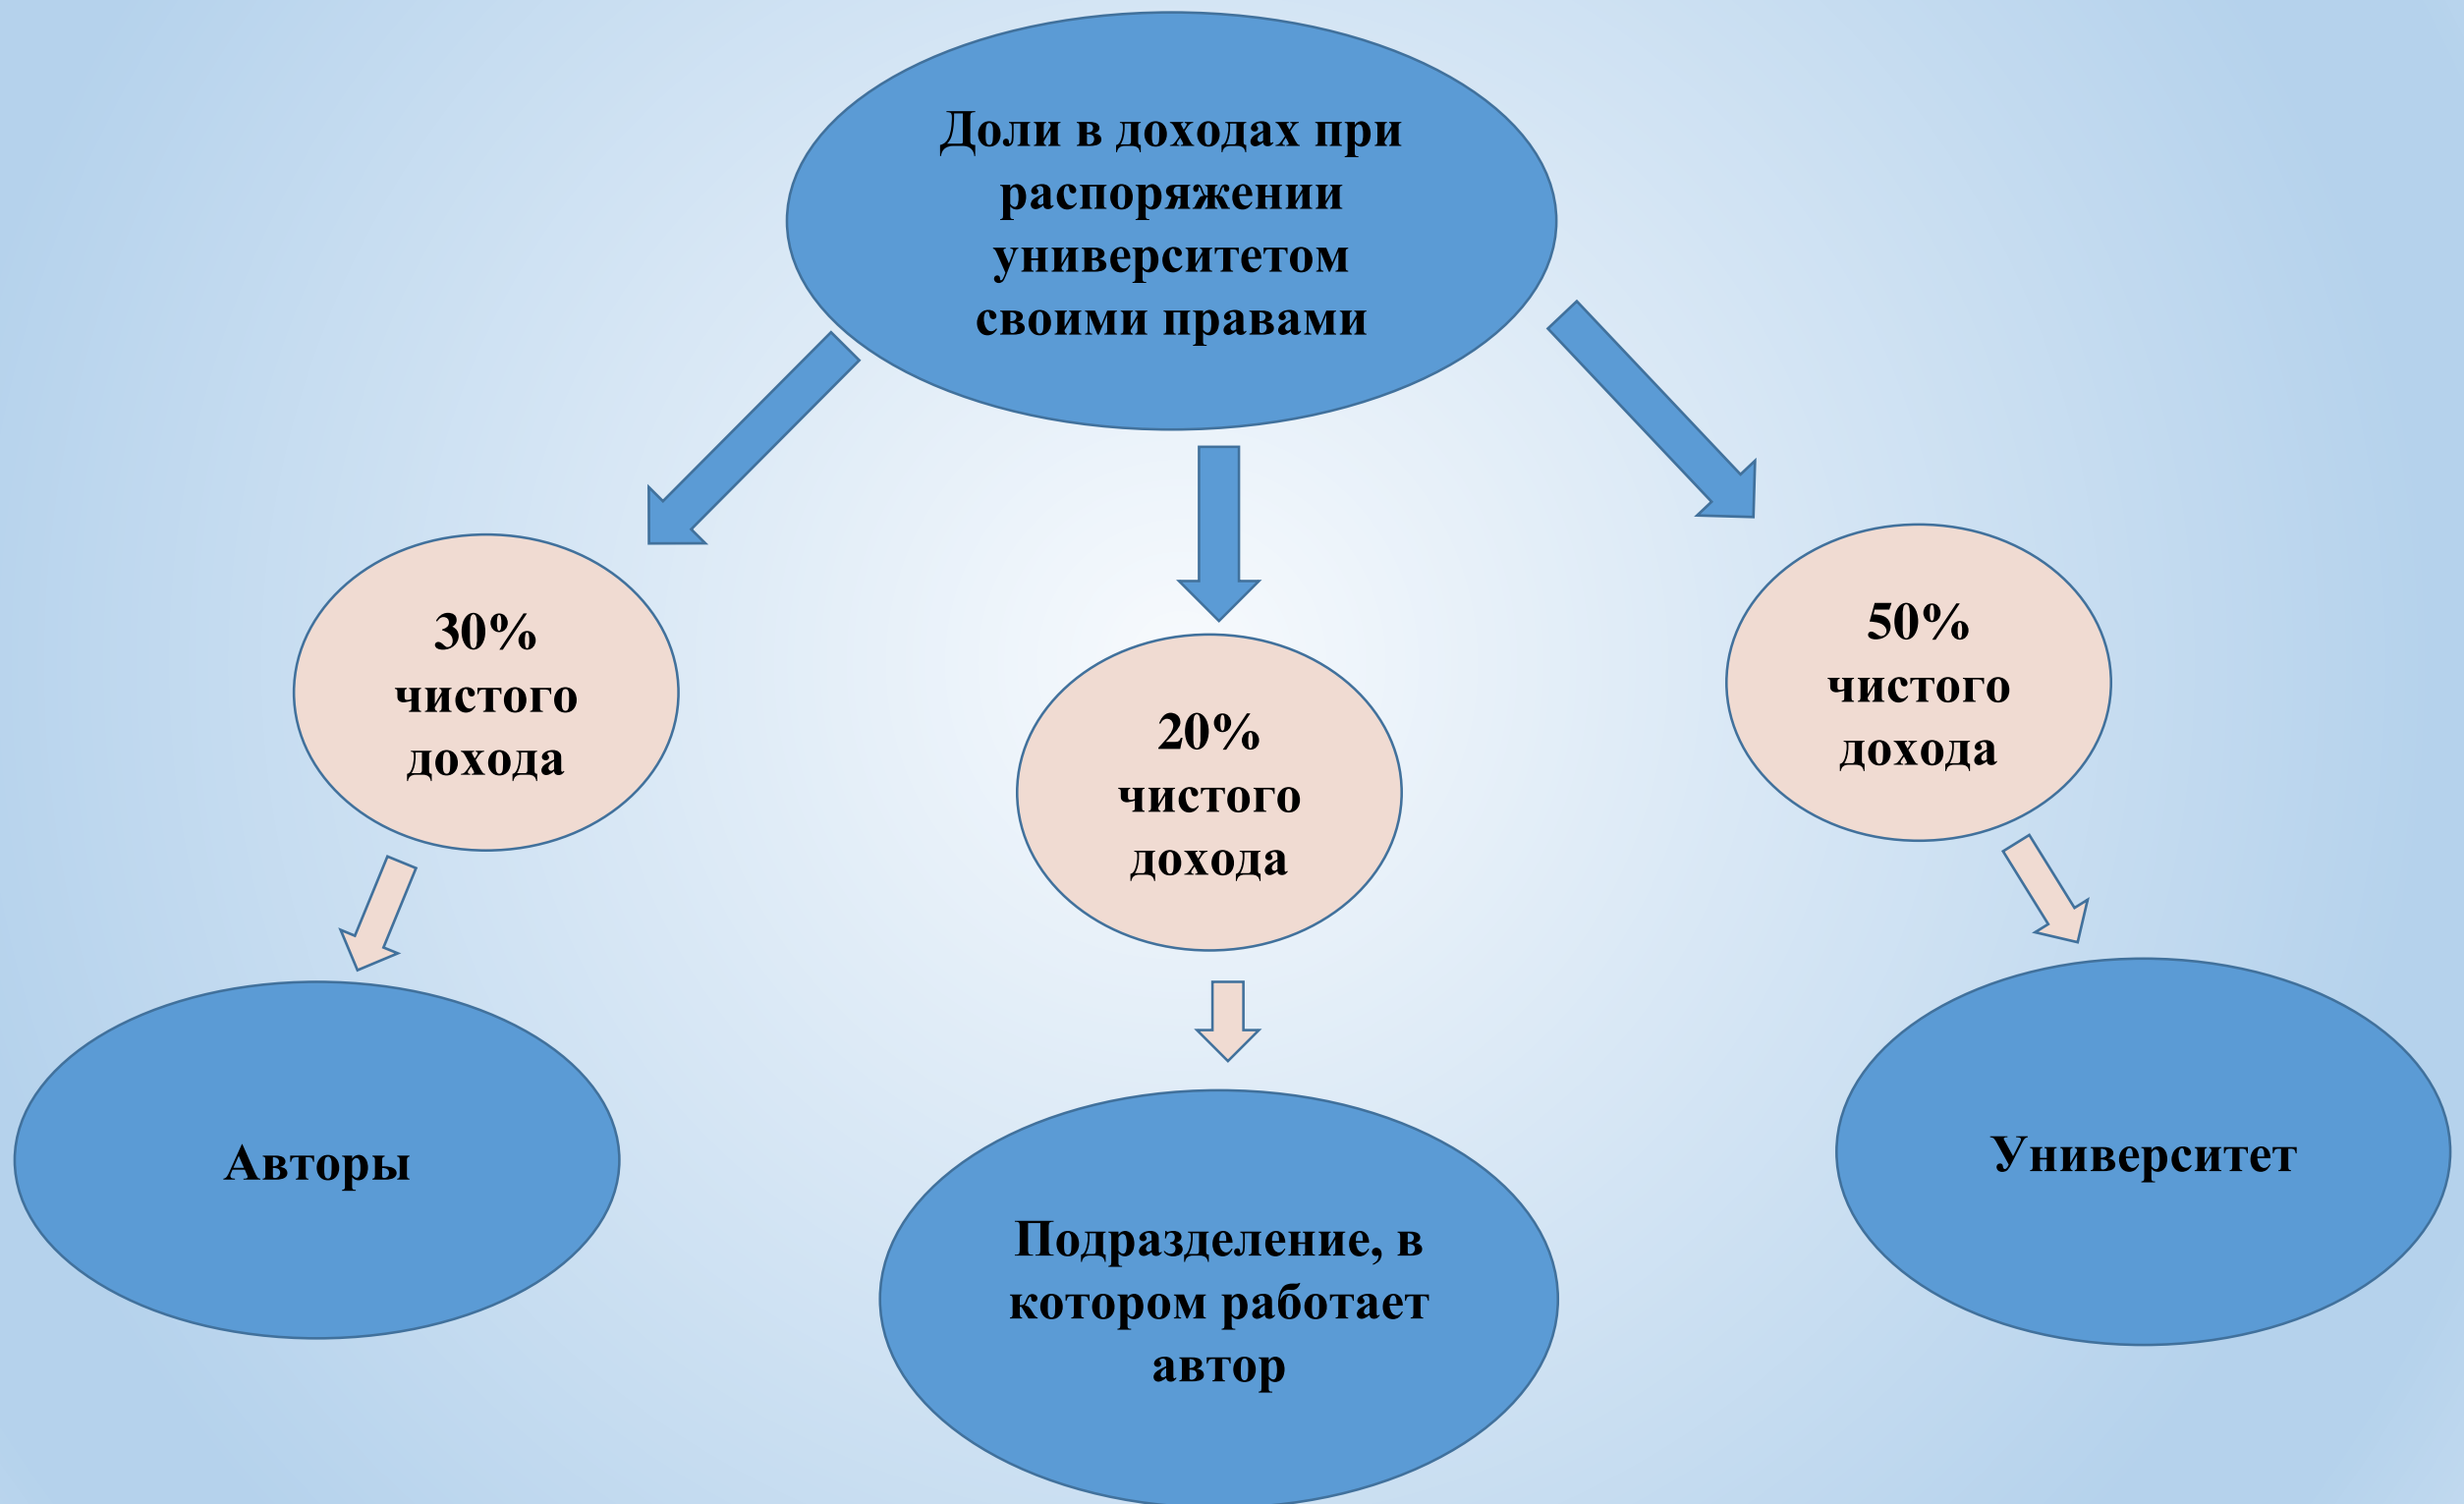 Доли в доходах при
распоряжении
университетом
своими правами
30%
чистого
дохода
20%
чистого
дохода
50%
чистого
дохода
Авторы
Подразделение, в
котором работает
автор
Университет